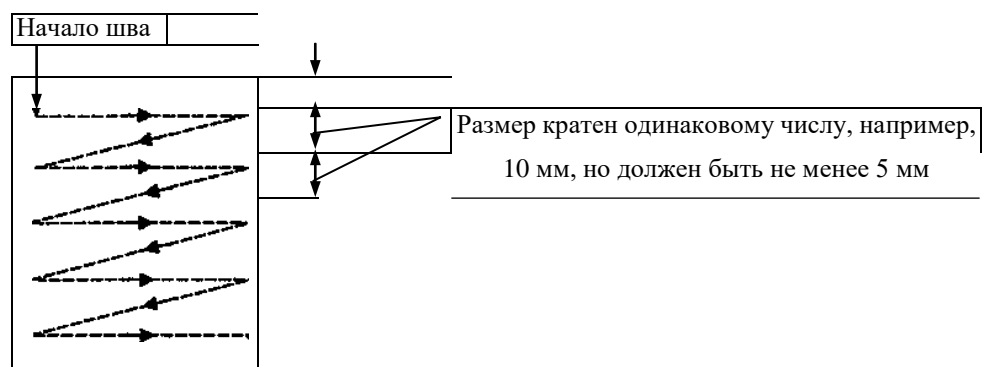 Начало шва
Размер кратен одинаковому числу, например,
10 мм, но должен быть не менее 5 мм